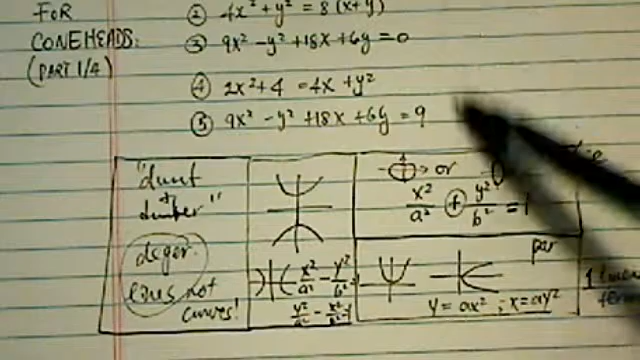 FOR
CONEHEADS:
(PART 1/4)
② 4x² + y² = 8(x+y)
③ 9x² - y² + 18x + 6y = 0
④ 2x² + 4 = 4x + y²
⑤ 9x² - y² + 18x + 6y = 9
"dumb
dumber"
degen.
lines not
curves!
x²/a² - y²/b² =
y²/a² - x²/b² =
or
x²/a² + y²/b² = 1
par
y = ax² ; x = ay²